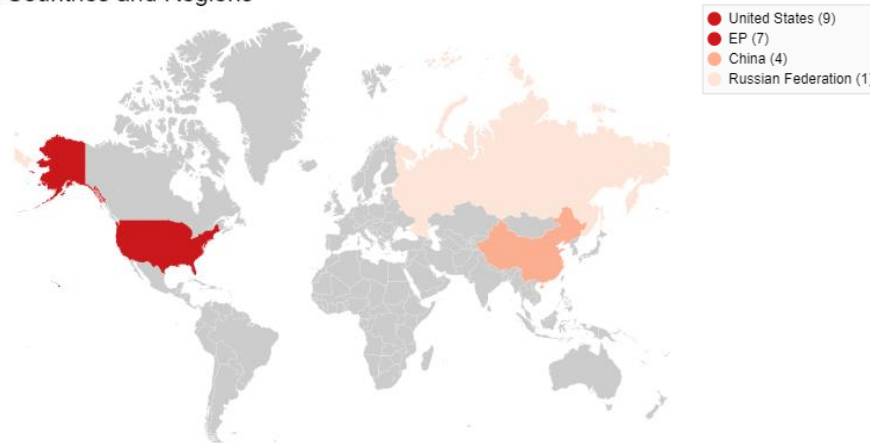 Countries and Regions
United States (9)
EP (7)
China (4)
Russian Federation (1)